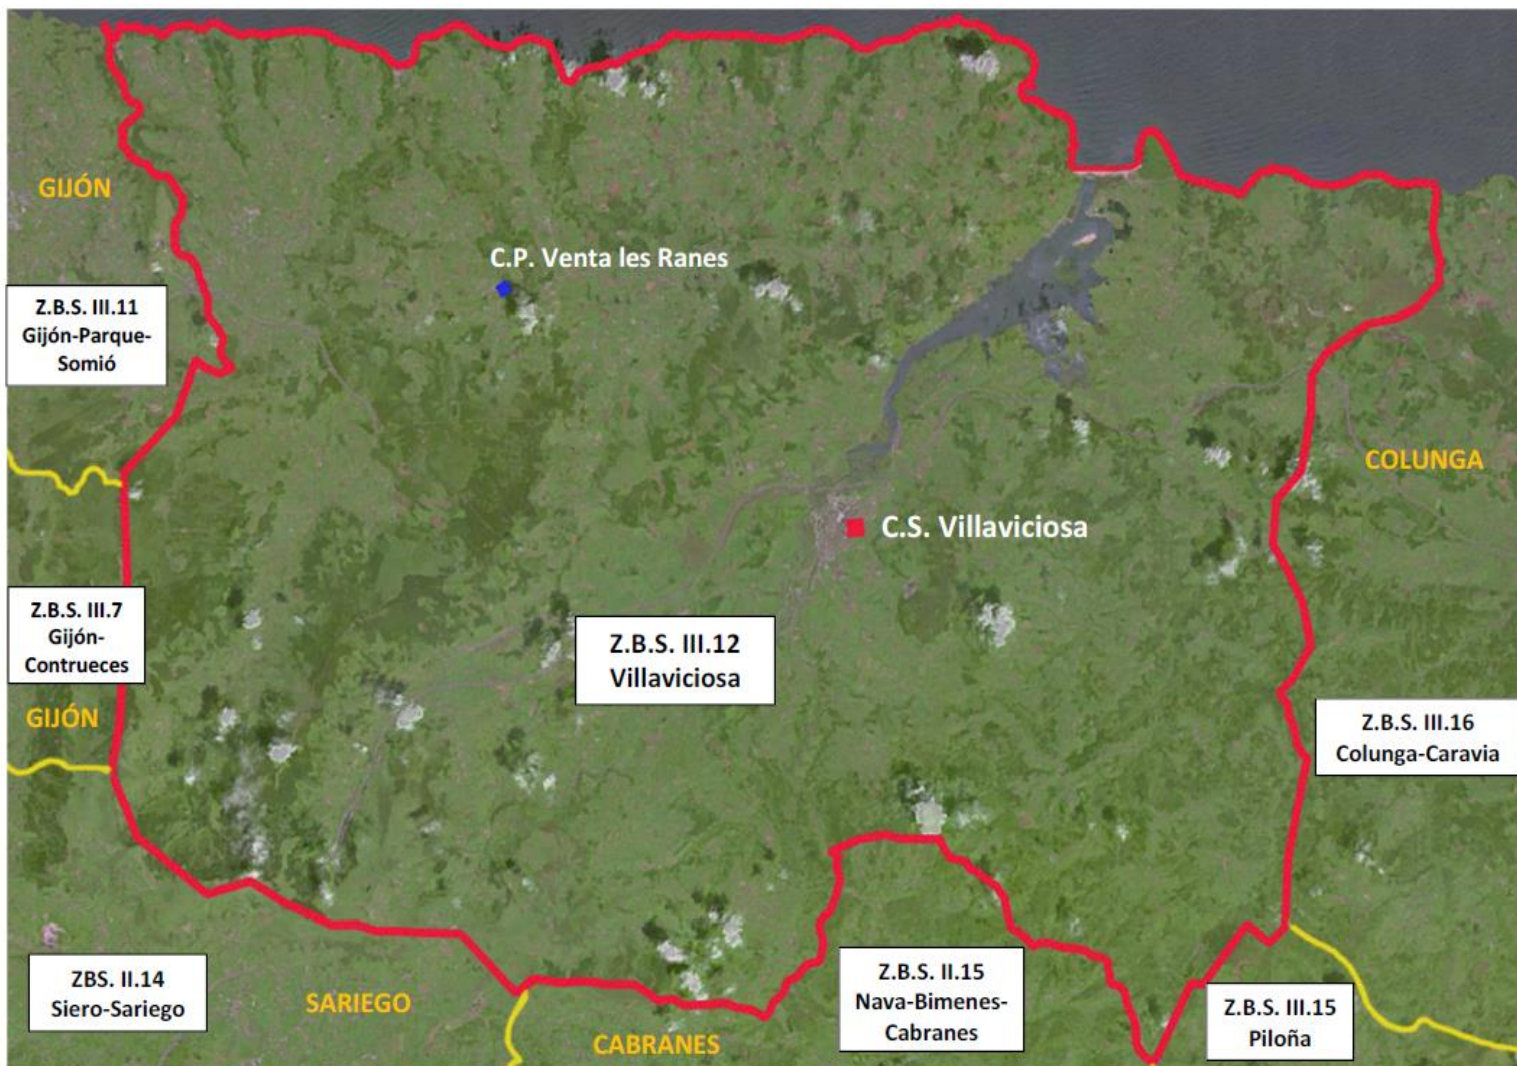 GIJÓN
C.P. Venta les Ranes
Z.B.S. III.11
Gijón-Parque-
Somió
COLUNGA
C.S. Villaviciosa
Z.B.S. III.7
Gijón-
Contrueces
Z.B.S. III.12
Villaviciosa
GIJÓN
Z.B.S. III.16
Colunga-Caravia
ZBS. II.14
Siero-Sariego
SARIEGO
CABRANES
Z.B.S. II.15
Nava-Bimenes-
Cabranes
Z.B.S. III.15
Piloña